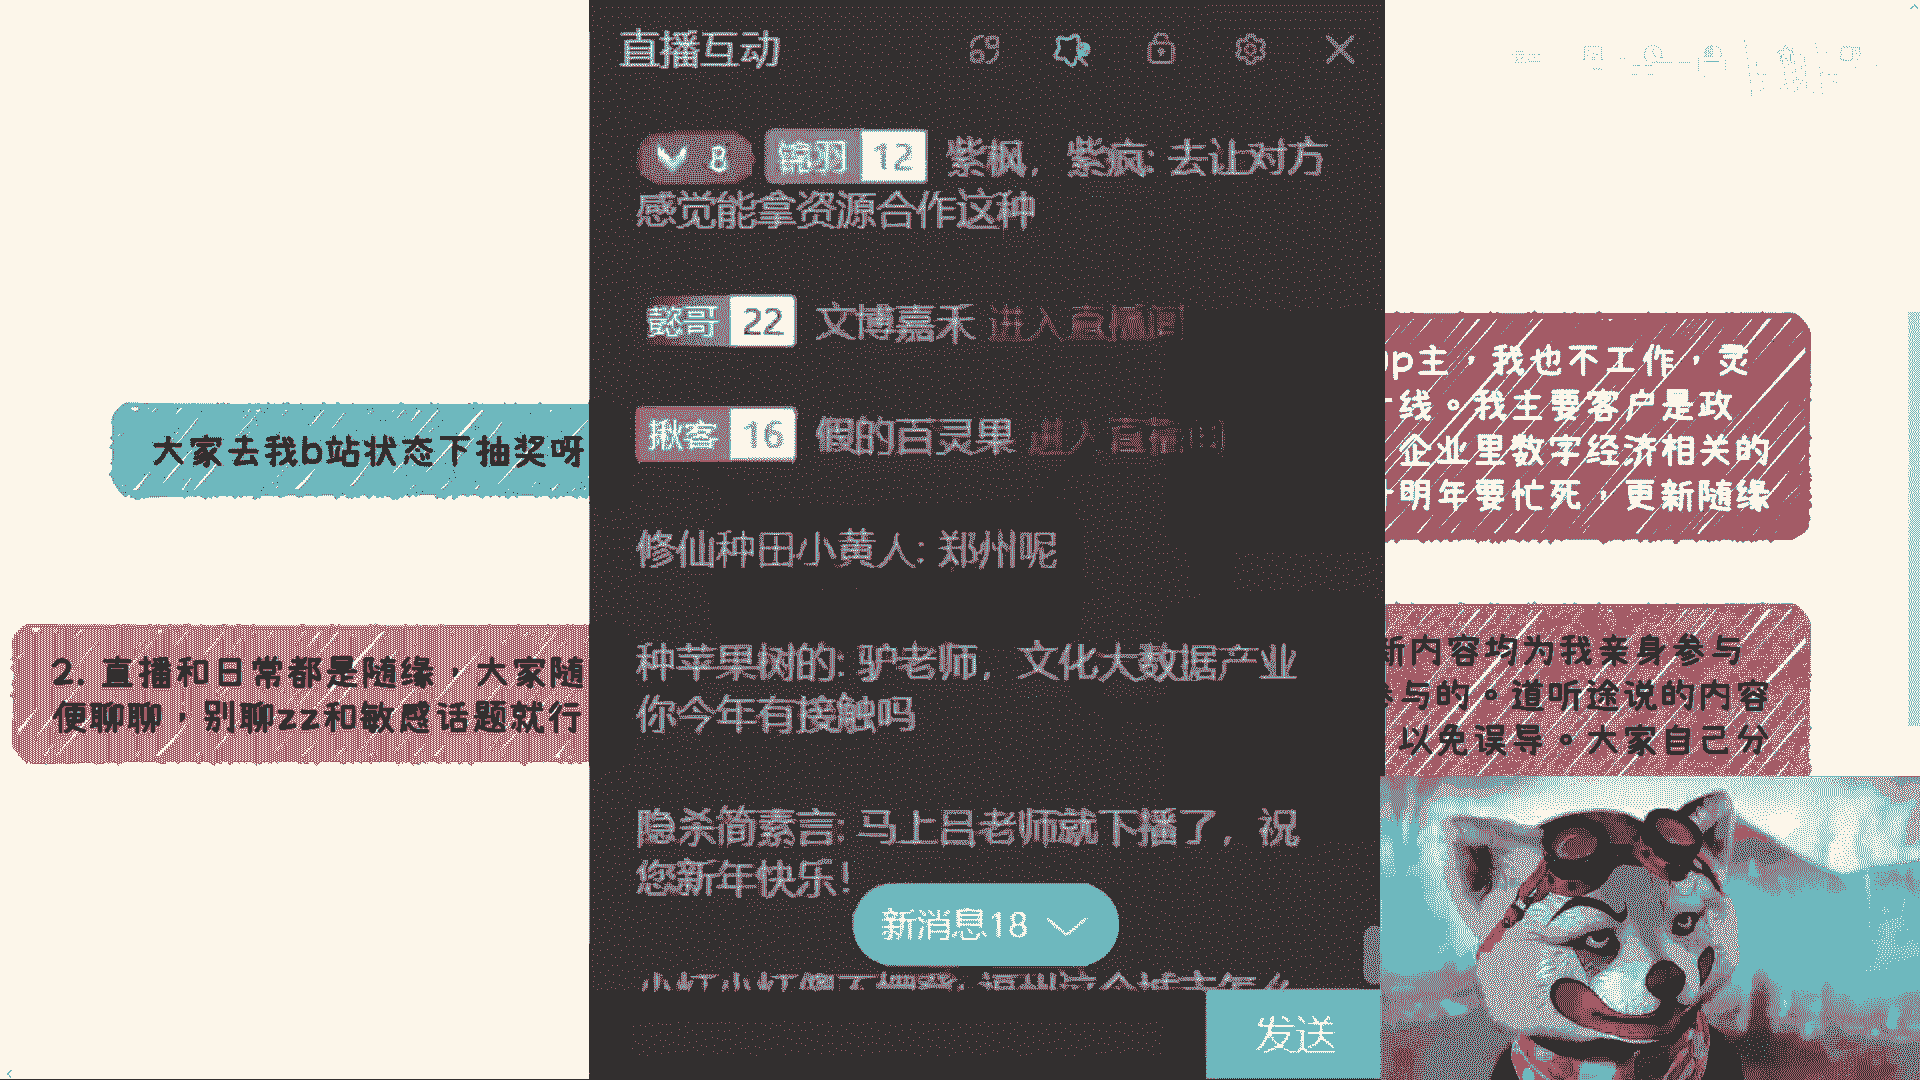 直播互动
8 锦羽 12 紫枫，紫疯: 去让对方
感觉能拿资源合作这种
懿哥 22 文博嘉禾 进入直播间
揪客 16 假的百灵果 进入直播间
修仙种田小黄人: 郑州呢
种苹果树的: 驴老师，文化大数据产业
你今年有接触吗
隐杀简素言: 马上吕老师就下播了，祝
您新年快乐！
新消息18
发送
大家去我b站状态下抽奖呀
2. 直播和日常都是随缘，大家随
便聊聊，别聊zz和敏感话题就行
p主，我也不工作，灵
线。我主要客户是政
企业里数字经济相关的
明年要忙死，更新随缘
新内容均为我亲身参与
参与的。道听途说的内容
以免误导。大家自己分